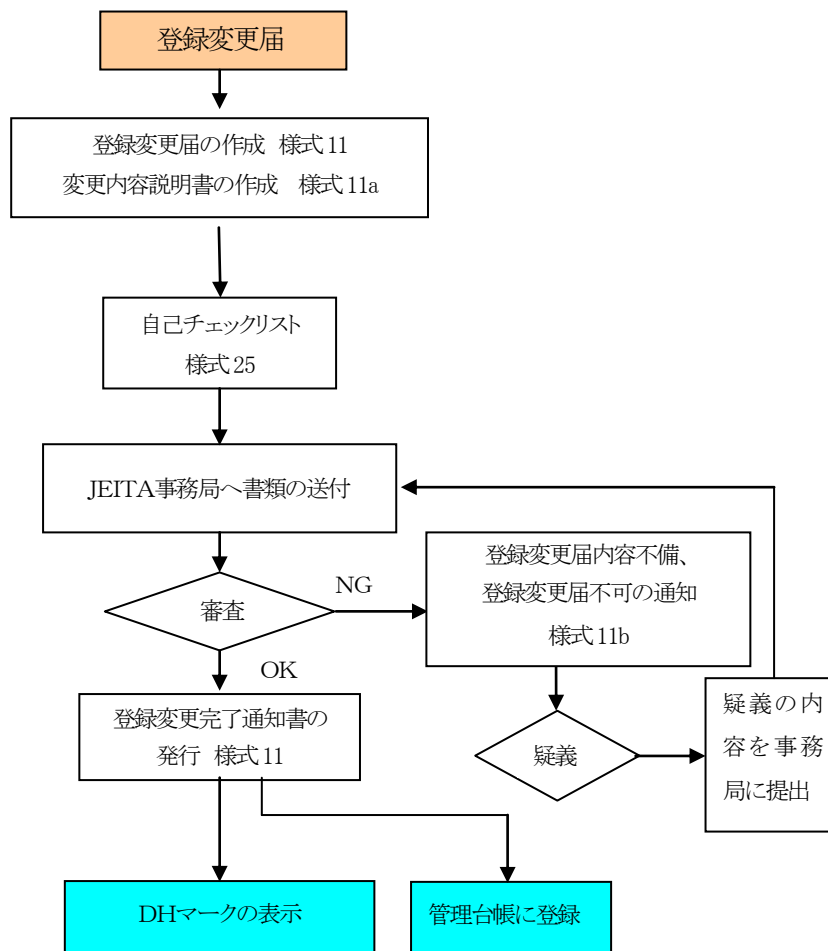 登録変更届
登録変更届の作成 様式11
変更内容説明書の作成 様式11a
自己チェックリスト
様式25
JEITA事務局へ書類の送付
審査
NG
OK
登録変更届内容不備、
登録変更届不可の通知
様式11b
疑義
疑義の内
容を事務
局に提出
登録変更完了通知書の
発行 様式11
DHマークの表示
管理台帳に登録